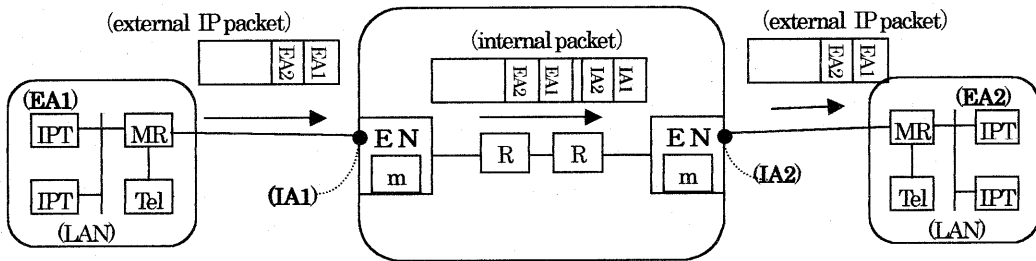 (external IP packet)
EA2 EA1
(EA1)
IPT
MR
IPT
Tel
(LAN)
(internal packet)
EA2 EA1 IA2 IA1
EN
m
(IA1)
R
R
EN
m
(IA2)
(external IP packet)
EA2 EA1
(EA2)
MR
IPT
Tel
IPT
(LAN)